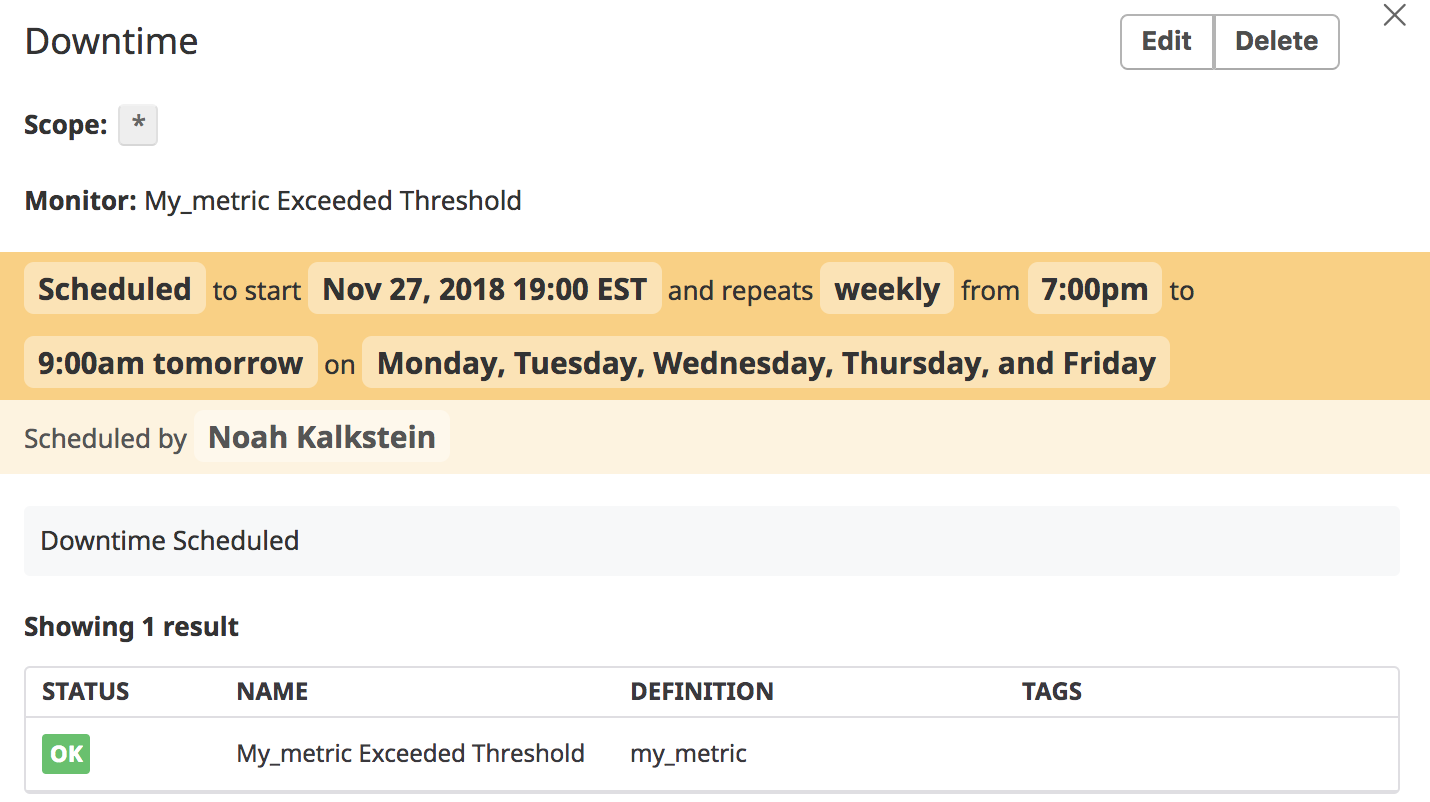 Downtime
Edit Delete
Scope: *
Monitor: My_metric Exceeded Threshold
Scheduled to start Nov 27, 2018 19:00 EST and repeats weekly from 7:00pm to
9:00am tomorrow on Monday, Tuesday, Wednesday, Thursday, and Friday
Scheduled by Noah Kalkstein
Downtime Scheduled
Showing 1 result
STATUS NAME DEFINITION TAGS
OK My_metric Exceeded Threshold my_metric